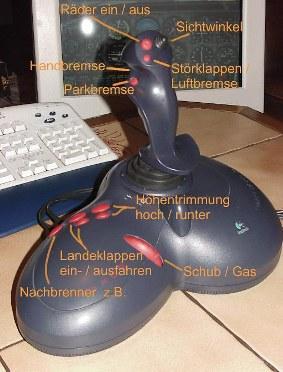 Räder ein / aus
Sichtwinkel
Handbremse
Störklappen /
Luftbremse
Parkbremse
Höhentrimmung
hoch / runter
Landeklappen
ein- / ausfahren
Schub / Gas
Nachbrenner z.B.